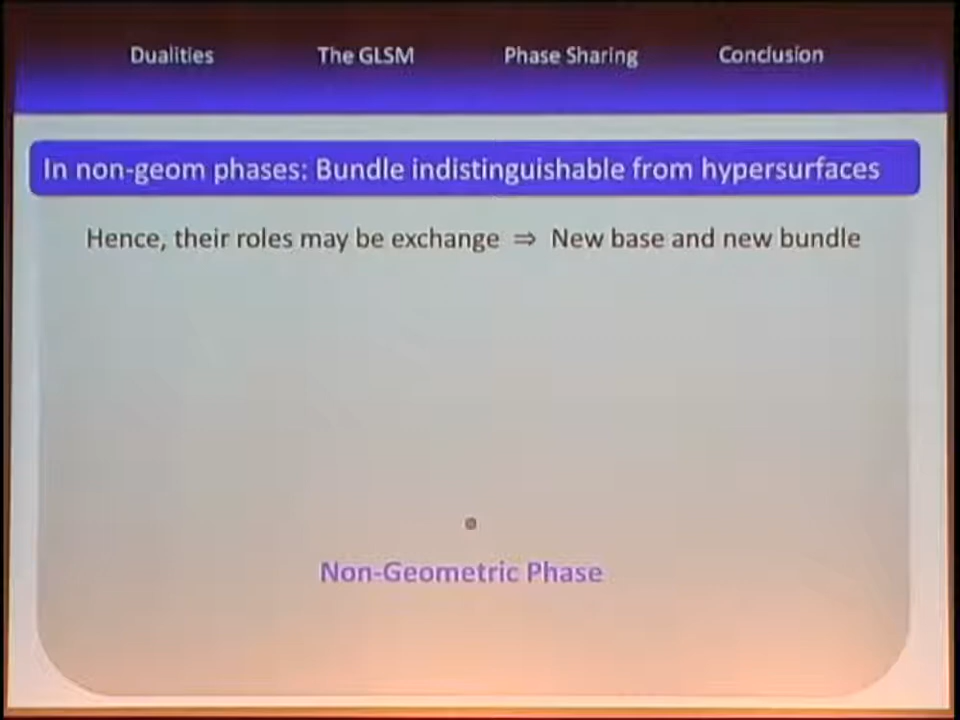 Dualities The GLSM Phase Sharing Conclusion
In non-geom phases: Bundle indistinguishable from hypersurfaces
Hence, their roles may be exchange ⇒ New base and new bundle
Non-Geometric Phase